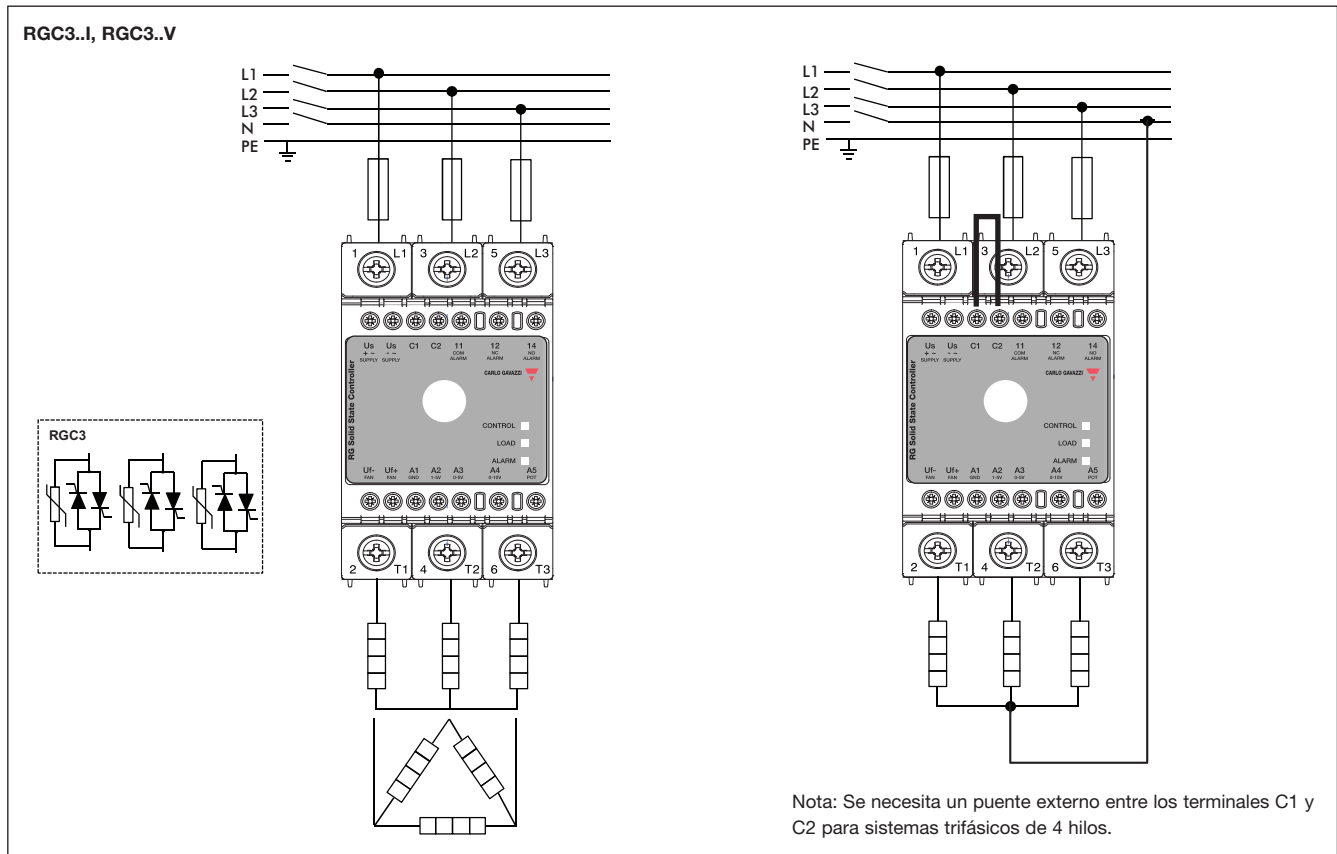 RGC3..I, RGC3..V
L1
L2
L3
N
PE
1 L1 3 L2 5 L3
Us Us C1 C2 11 12 14
+ ~ - ~ COM NC NO
SUPPLY SUPPLY ALARM ALARM ALARM
CARLO GAVAZZI
RG Solid State Controller
CONTROL
LOAD
ALARM
Uf- Uf+ A1 A2 A3 A4 A5
FAN FAN GND 1-5V 0-5V 0-10V POT
2 T1 4 T2 6 T3
RGC3
L1
L2
L3
N
PE
1 L1 3 L2 5 L3
Us Us C1 C2 11 12 14
+ ~ - ~ COM NC NO
SUPPLY SUPPLY ALARM ALARM ALARM
CARLO GAVAZZI
RG Solid State Controller
CONTROL
LOAD
ALARM
Uf- Uf+ A1 A2 A3 A4 A5
FAN FAN GND 1-5V 0-5V 0-10V POT
2 T1 4 T2 6 T3
Nota: Se necesita un puente externo entre los terminales C1 y
C2 para sistemas trifásicos de 4 hilos.